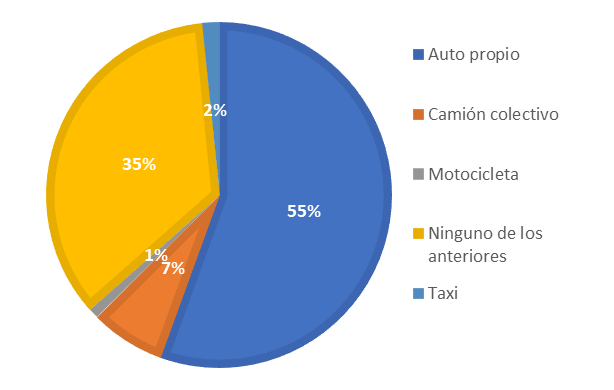 2%
35%
55%
1%
7%
Auto propio
Camión colectivo
Motocicleta
Ninguno de los
anteriores
Taxi